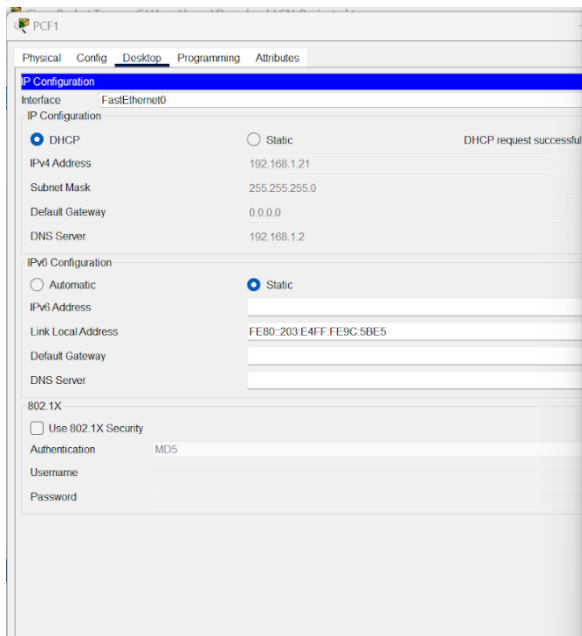 PCF1
Physical Config Desktop Programming Attributes
IP Configuration
Interface FastEthernet0
IP Configuration
DHCP Static DHCP request successful
IPv4 Address 192.168.1.21
Subnet Mask 255.255.255.0
Default Gateway 0.0.0.0
DNS Server 192.168.1.2
IPv6 Configuration
Automatic Static
IPv6 Address
Link Local Address FE80::203:E4FF:FE9C:5BE5
Default Gateway
DNS Server
802.1X
Use 802.1X Security
Authentication MD5
Username
Password